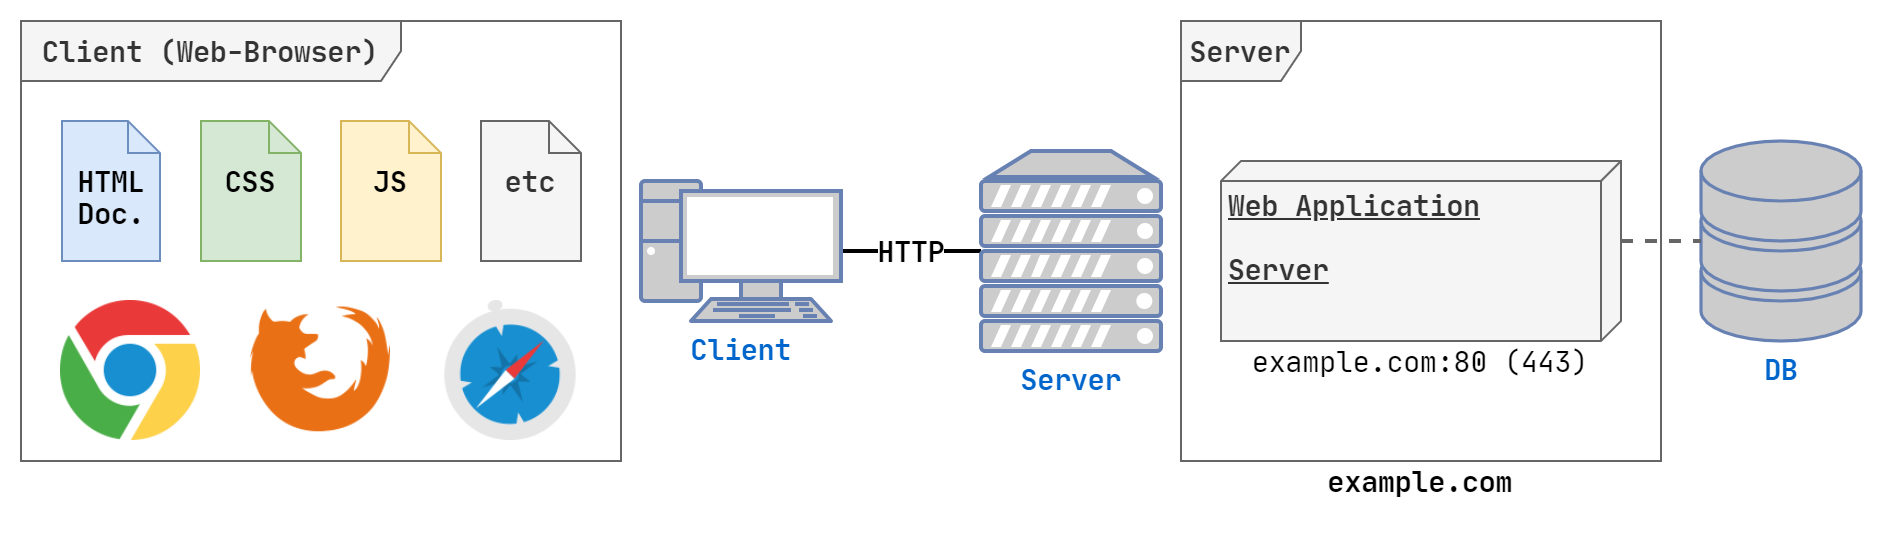 Client (Web-Browser)
HTML
Doc.
CSS
JS
etc
Client
HTTP
Server
Server
Web Application
Server
example.com:80 (443)
example.com
DB